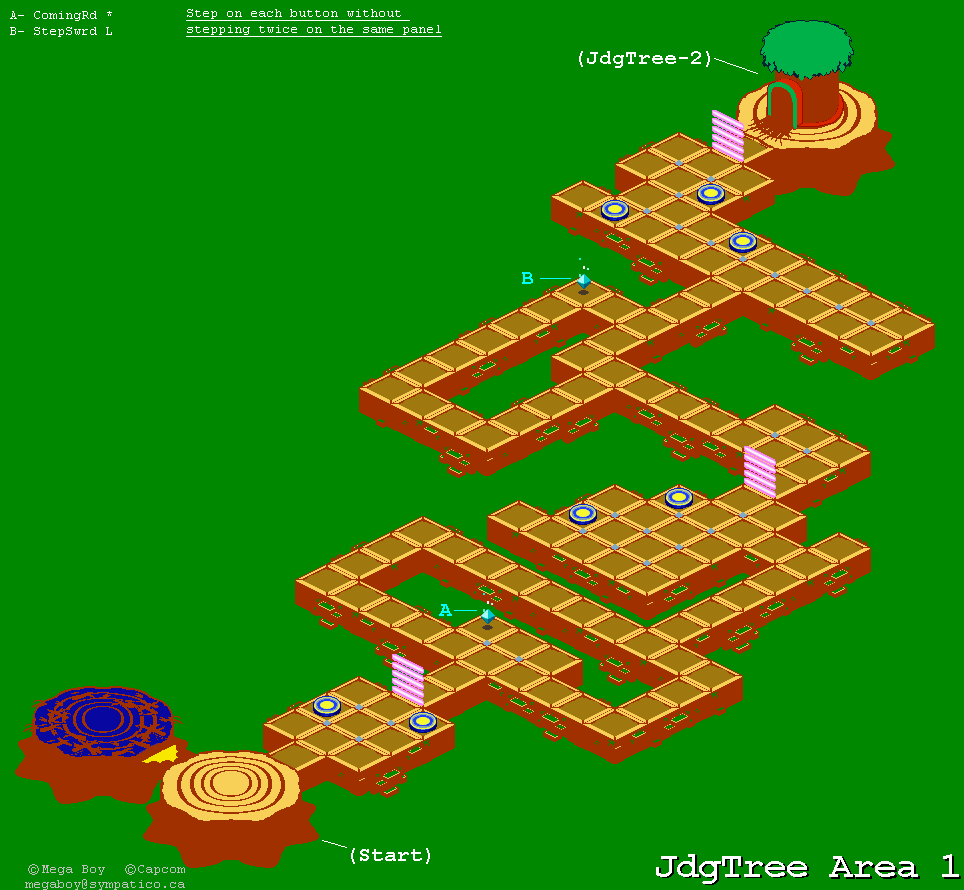 A- ComingRd *
B- StepSwrd L
Step on each button without
stepping twice on the same panel
(JdgTree-2)
B
A
(Start)
©Mega Boy ©Capcom
megaboy@sympatico.ca
JdgTree Area 1